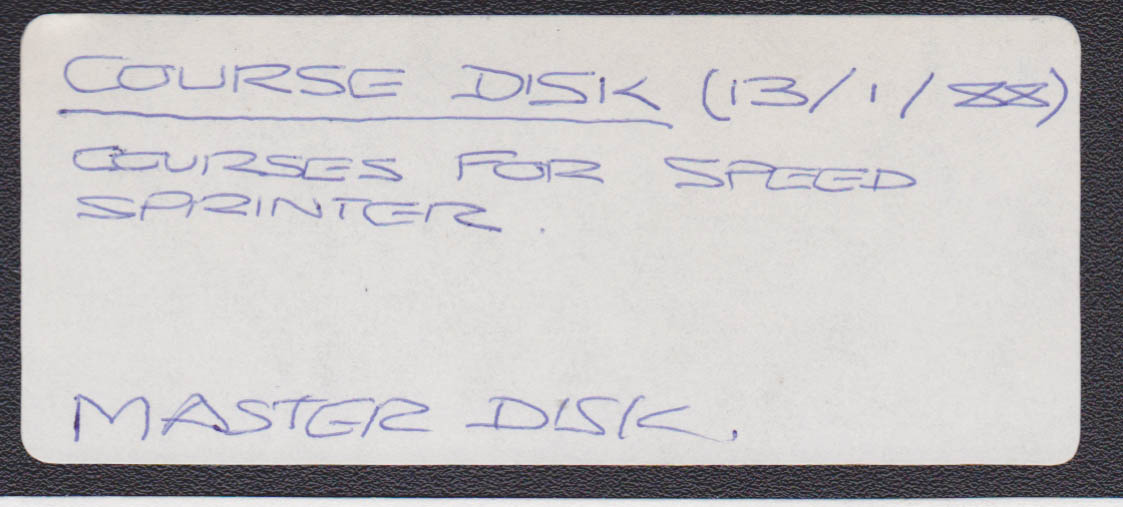 COURSE DISK (13/1/88)
COURSES FOR SPEED
SPRINTER.
MASTER DISK.